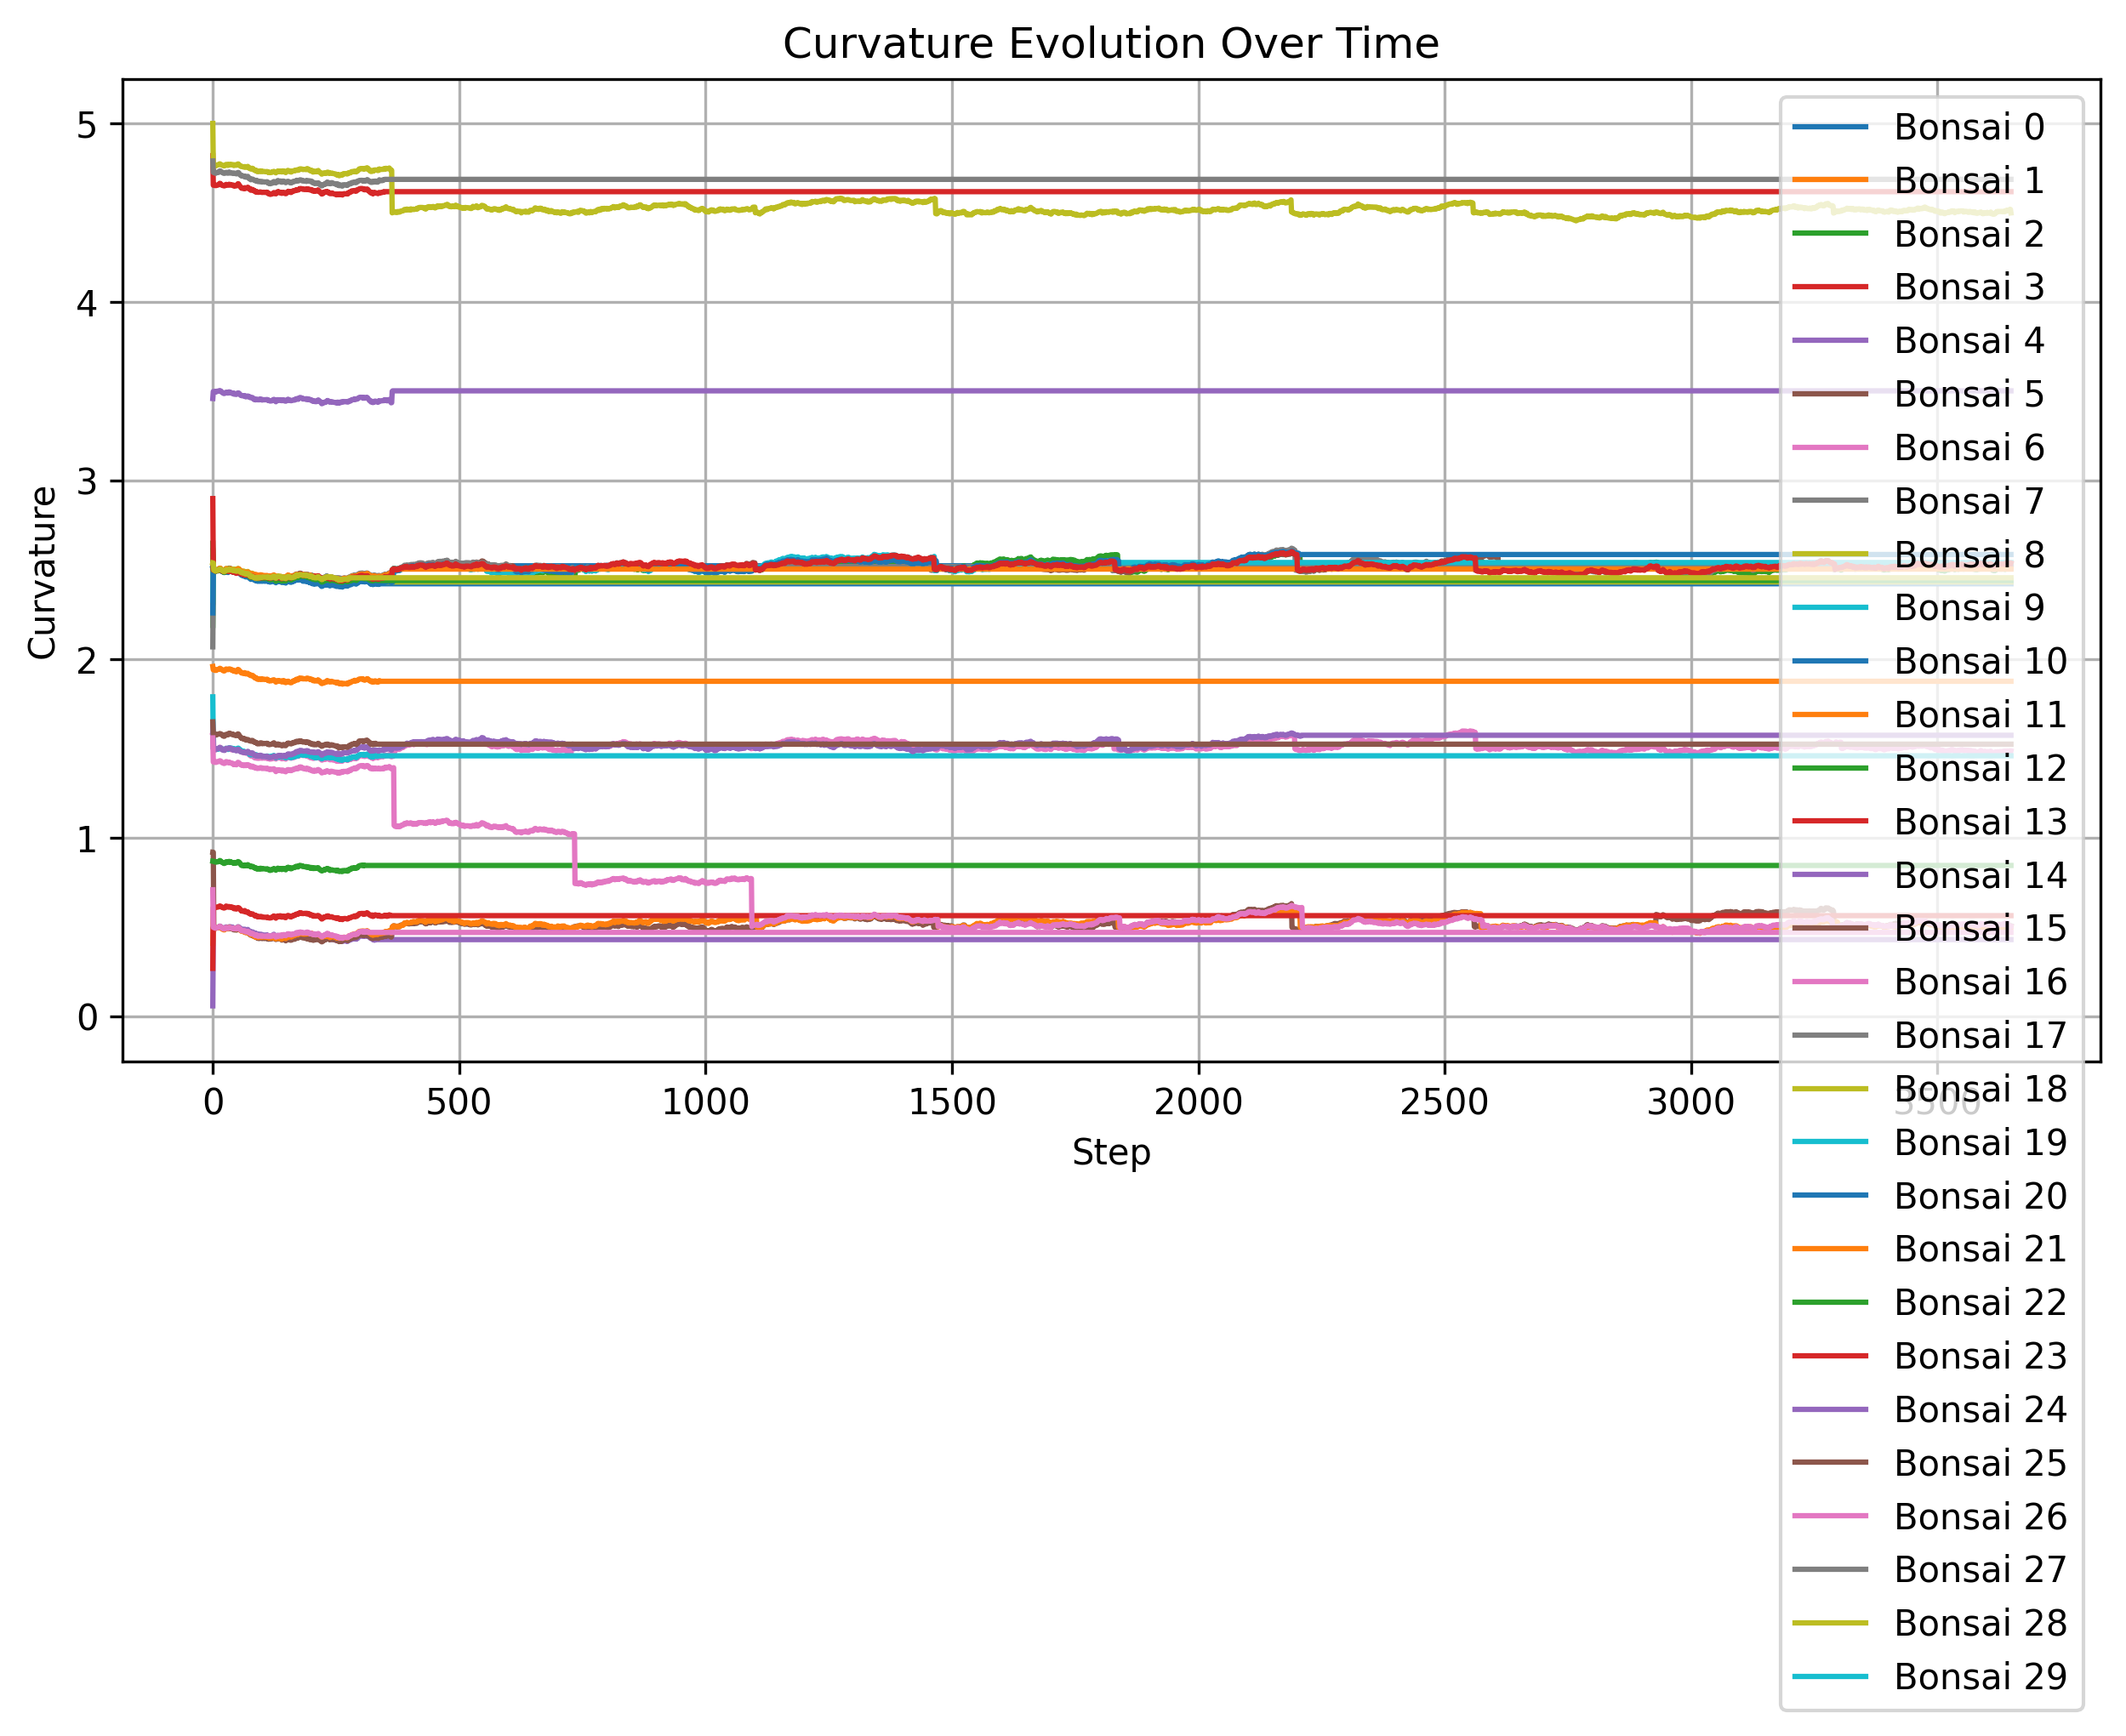 Curvature Evolution Over Time
Curvature
5
4
3
2
1
0
0
500
1000
1500
2000
2500
3000
3500
Step
Bonsai 0
Bonsai 1
Bonsai 2
Bonsai 3
Bonsai 4
Bonsai 5
Bonsai 6
Bonsai 7
Bonsai 8
Bonsai 9
Bonsai 10
Bonsai 11
Bonsai 12
Bonsai 13
Bonsai 14
Bonsai 15
Bonsai 16
Bonsai 17
Bonsai 18
Bonsai 19
Bonsai 20
Bonsai 21
Bonsai 22
Bonsai 23
Bonsai 24
Bonsai 25
Bonsai 26
Bonsai 27
Bonsai 28
Bonsai 29